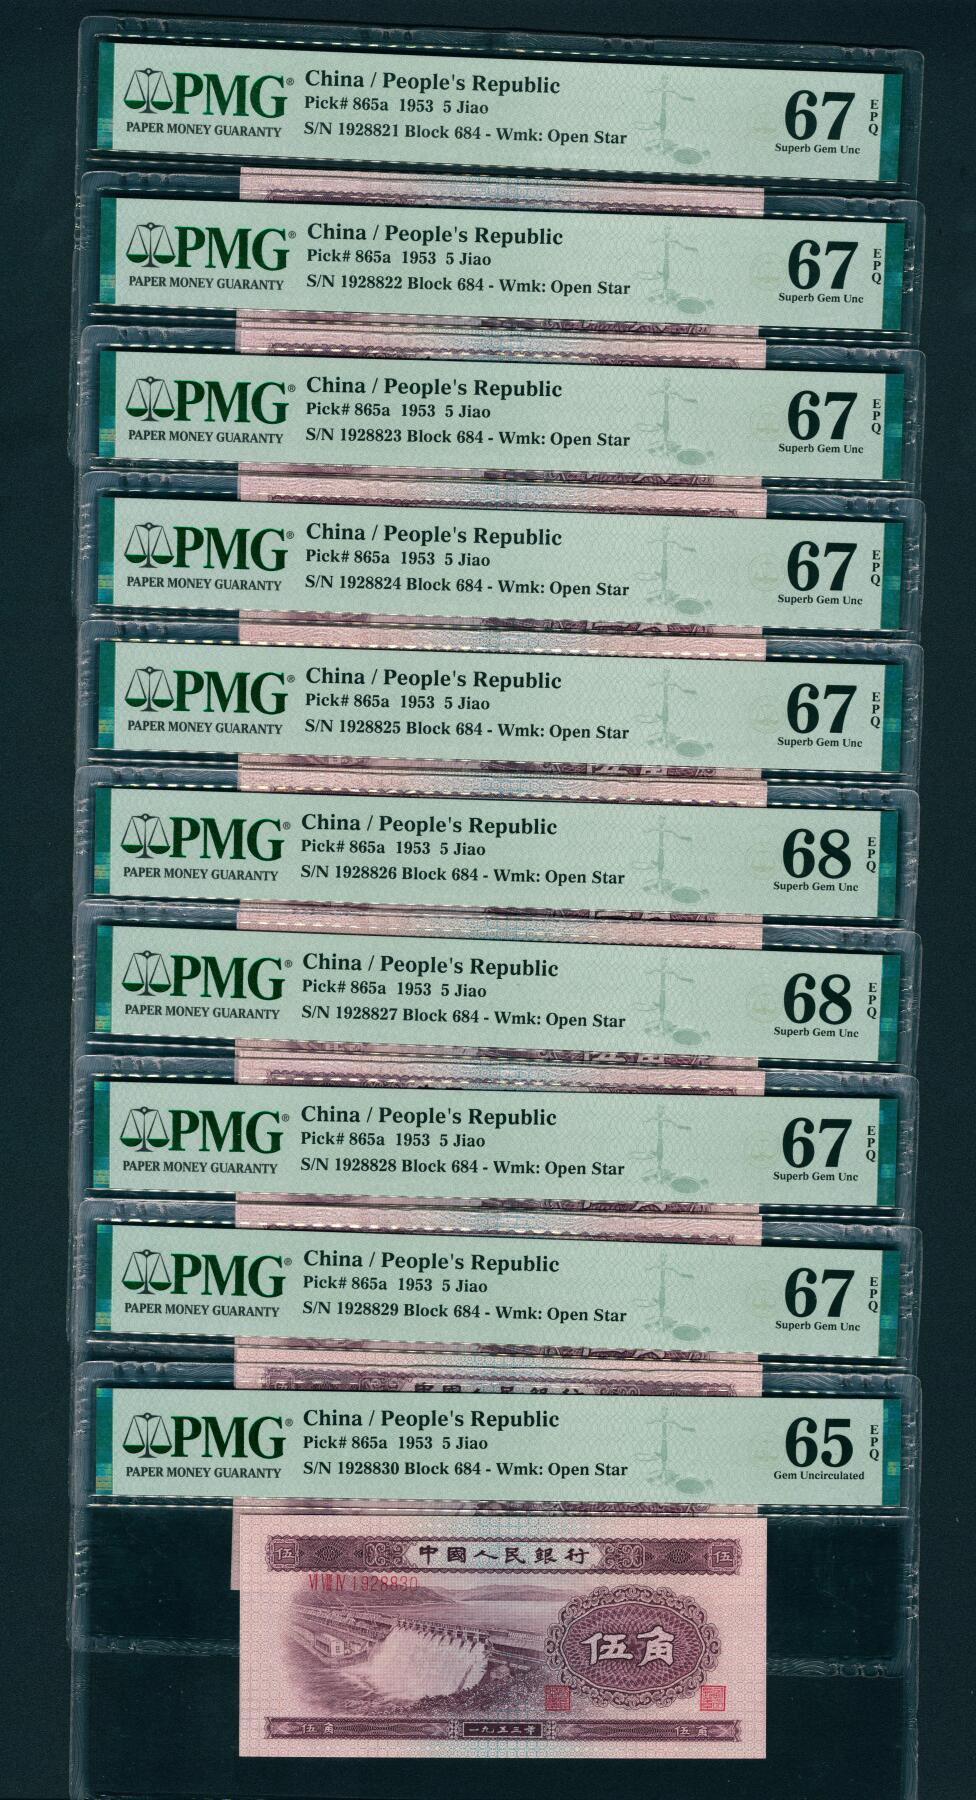 PMG®
PAPER MONEY GUARANTY
China / People's Republic
Pick# 865a 1953 5 Jiao
S/N 1928821 Block 684 - Wmk: Open Star
67 EPQ
Superb Gem Unc
PMG®
PAPER MONEY GUARANTY
China / People's Republic
Pick# 865a 1953 5 Jiao
S/N 1928822 Block 684 - Wmk: Open Star
67 EPQ
Superb Gem Unc
PMG®
PAPER MONEY GUARANTY
China / People's Republic
Pick# 865a 1953 5 Jiao
S/N 1928823 Block 684 - Wmk: Open Star
67 EPQ
Superb Gem Unc
PMG®
PAPER MONEY GUARANTY
China / People's Republic
Pick# 865a 1953 5 Jiao
S/N 1928824 Block 684 - Wmk: Open Star
67 EPQ
Superb Gem Unc
PMG®
PAPER MONEY GUARANTY
China / People's Republic
Pick# 865a 1953 5 Jiao
S/N 1928825 Block 684 - Wmk: Open Star
67 EPQ
Superb Gem Unc
PMG®
PAPER MONEY GUARANTY
China / People's Republic
Pick# 865a 1953 5 Jiao
S/N 1928826 Block 684 - Wmk: Open Star
68 EPQ
Superb Gem Unc
PMG®
PAPER MONEY GUARANTY
China / People's Republic
Pick# 865a 1953 5 Jiao
S/N 1928827 Block 684 - Wmk: Open Star
68 EPQ
Superb Gem Unc
PMG®
PAPER MONEY GUARANTY
China / People's Republic
Pick# 865a 1953 5 Jiao
S/N 1928828 Block 684 - Wmk: Open Star
67 EPQ
Superb Gem Unc
PMG®
PAPER MONEY GUARANTY
China / People's Republic
Pick# 865a 1953 5 Jiao
S/N 1928829 Block 684 - Wmk: Open Star
67 EPQ
Superb Gem Unc
PMG®
PAPER MONEY GUARANTY
China / People's Republic
Pick# 865a 1953 5 Jiao
S/N 1928830 Block 684 - Wmk: Open Star
65 EPQ
Gem Uncirculated
伍 中國人民銀行 伍
VI VIII IV 1928830
伍角
伍角 一九五三年 伍角